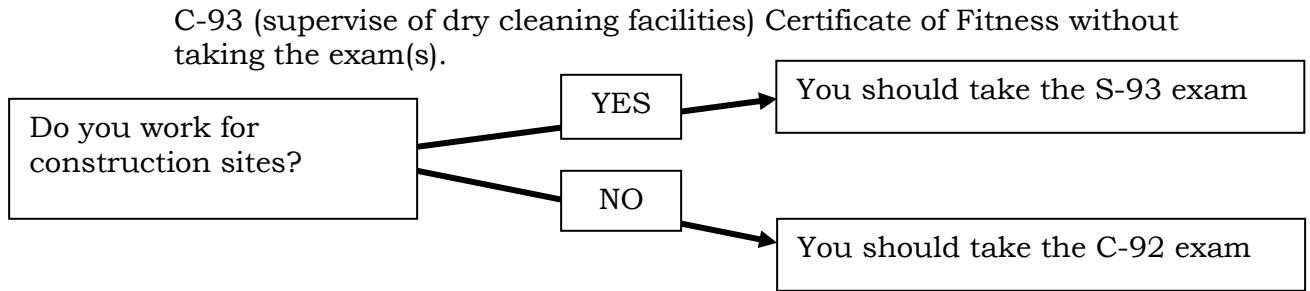 C-93 (supervise of dry cleaning facilities) Certificate of Fitness without
taking the exam(s).
Do you work for
construction sites?
YES
You should take the S-93 exam
NO
You should take the C-92 exam